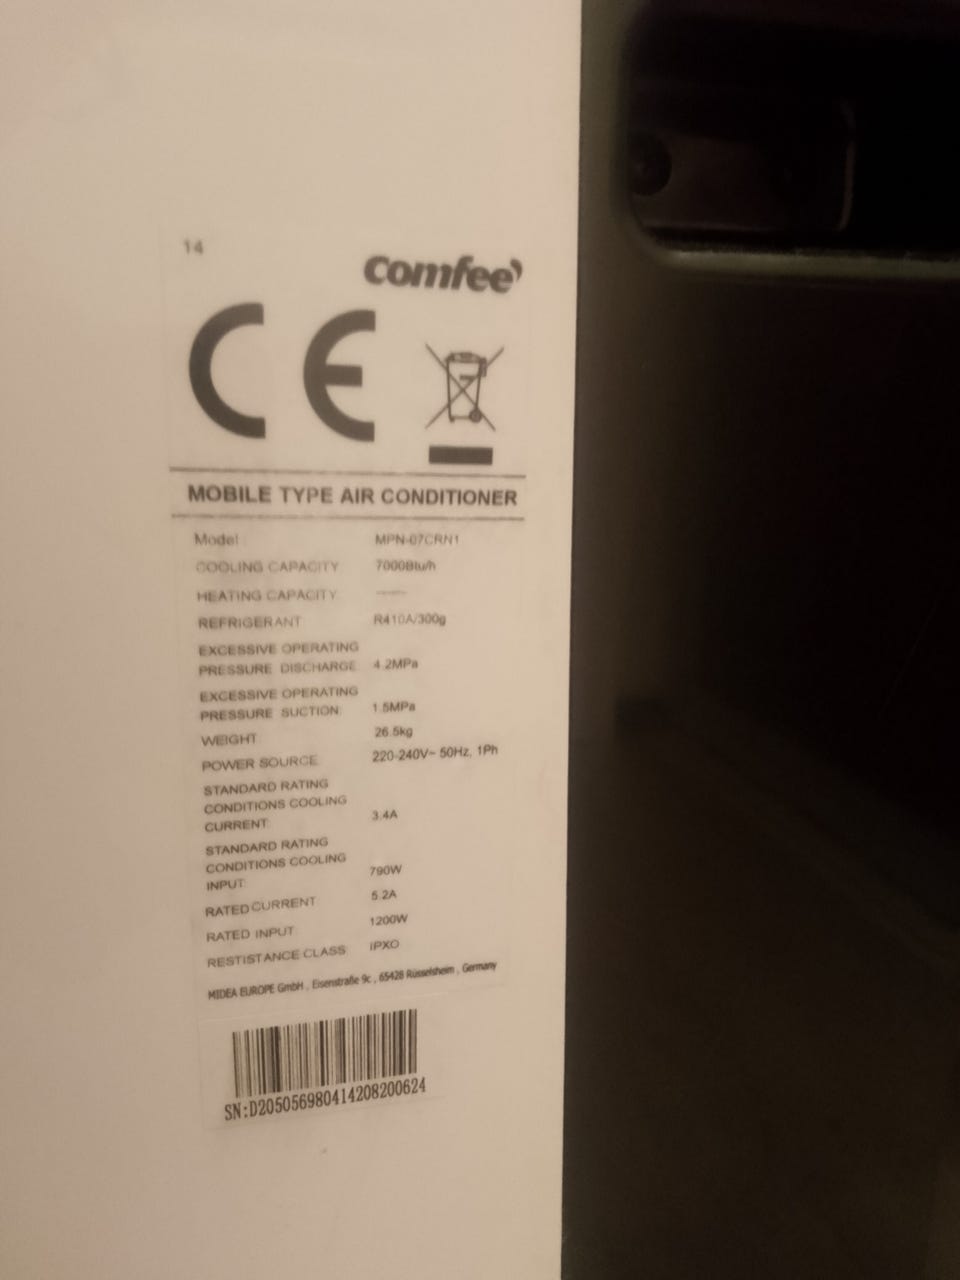 14
comfee'
CE
MOBILE TYPE AIR CONDITIONER
Model: MPN-07CRN1
COOLING CAPACITY 7000Btu/h
HEATING CAPACITY: -----
REFRIGERANT R410A/300g
EXCESSIVE OPERATING
PRESSURE DISCHARGE: 4.2MPa
EXCESSIVE OPERATING
PRESSURE SUCTION: 1.5MPa
WEIGHT 26.5kg
POWER SOURCE: 220-240V~ 50Hz, 1Ph
STANDARD RATING
CONDITIONS COOLING
CURRENT: 3.4A
STANDARD RATING
CONDITIONS COOLING
INPUT: 790W
RATED CURRENT 5.2A
RATED INPUT 1200W
RESTISTANCE CLASS: IPXO
MIDEA EUROPE GmbH , Eisenstraße 9c , 65428 Rüsselsheim , Germany
SN:D205056980414208200624